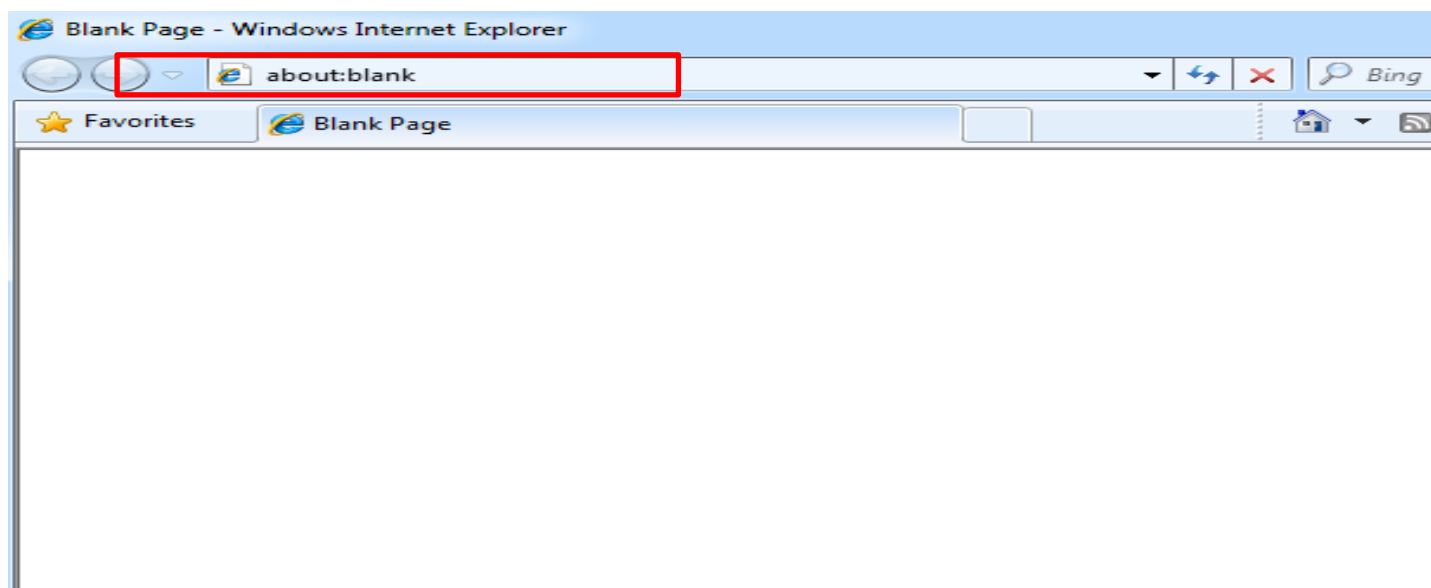 Blank Page - Windows Internet Explorer
about:blank
Bing
Favorites
Blank Page